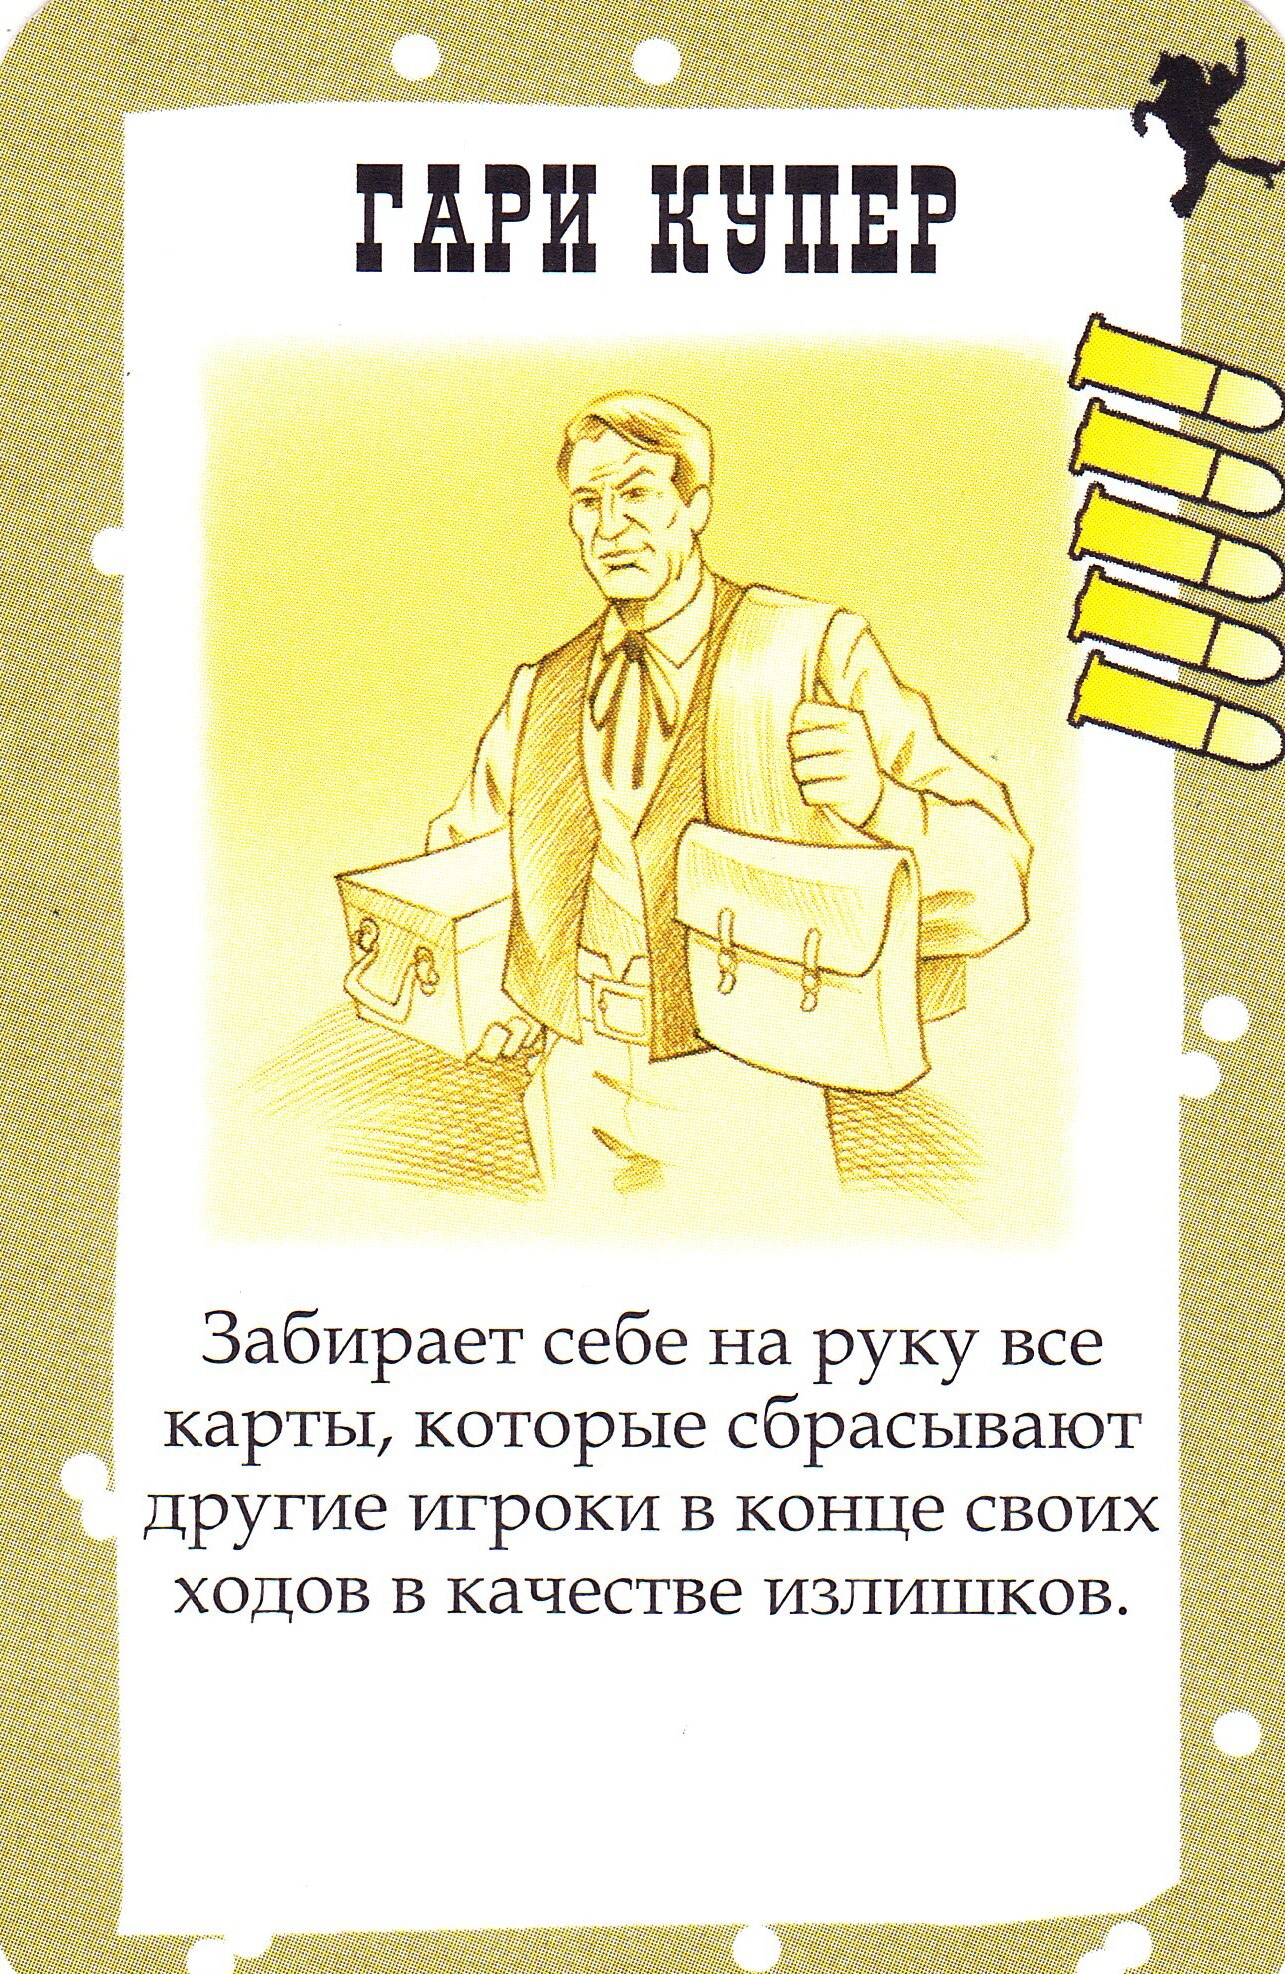 ГАРИ КУПЕР
Забирает себе на руку все
карты, которые сбрасывают
другие игроки в конце своих
ходов в качестве излишков.